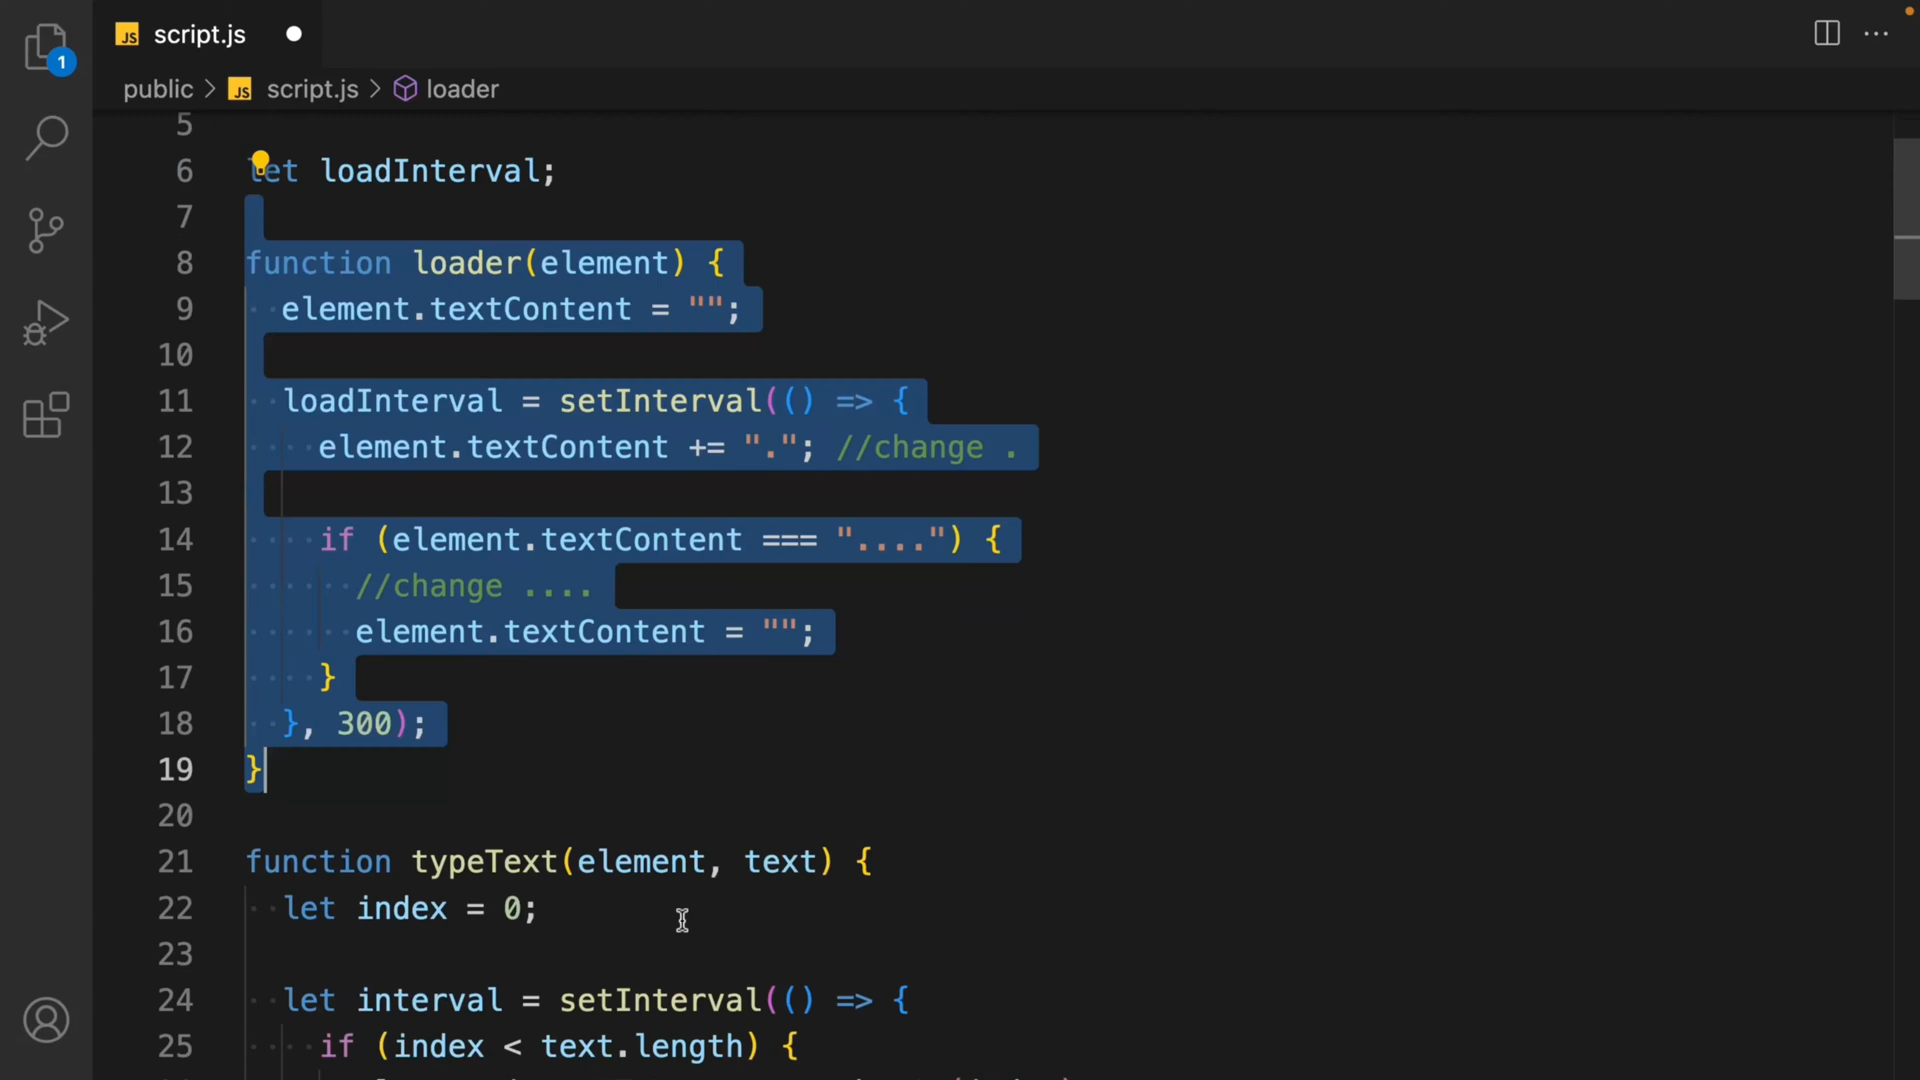 JS script.js
1
public > JS script.js > loader
5
6 let loadInterval;
7
8 function loader(element) {
9 element.textContent = "";
10
11 loadInterval = setInterval(() => {
12 element.textContent += "."; //change .
13
14 if (element.textContent === "....") {
15 //change ....
16 element.textContent = "";
17 }
18 }, 300);
19 }
20
21 function typeText(element, text) {
22 let index = 0;
23
24 let interval = setInterval(() => {
25 if (index < text.length) {